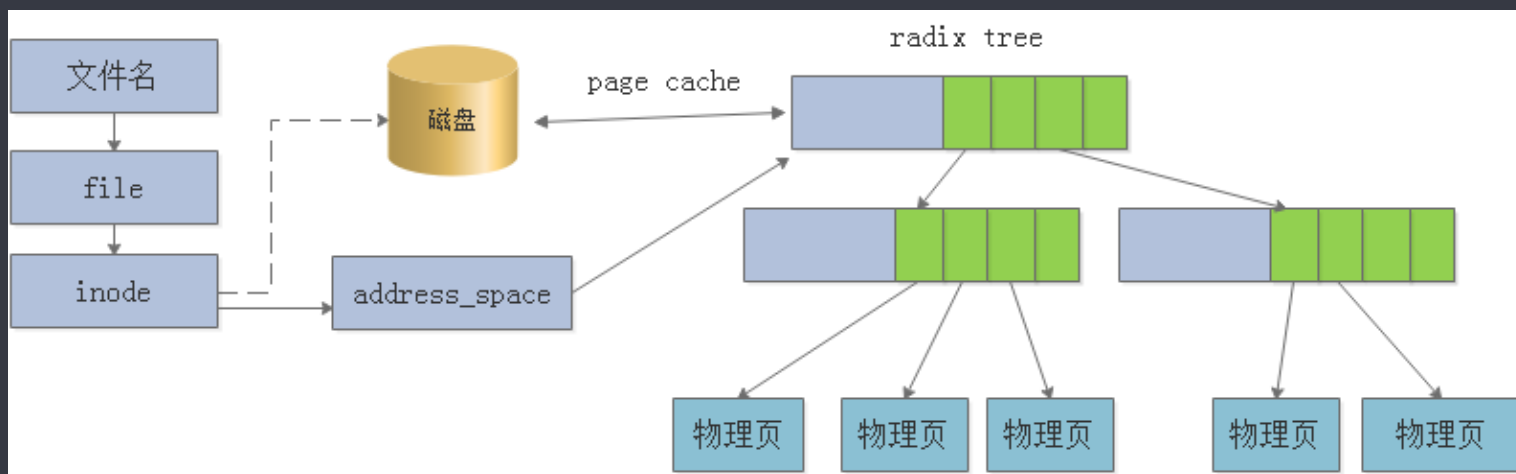 radix tree
文件名
磁盘
page cache
file
inode
address_space
物理页
物理页
物理页
物理页
物理页